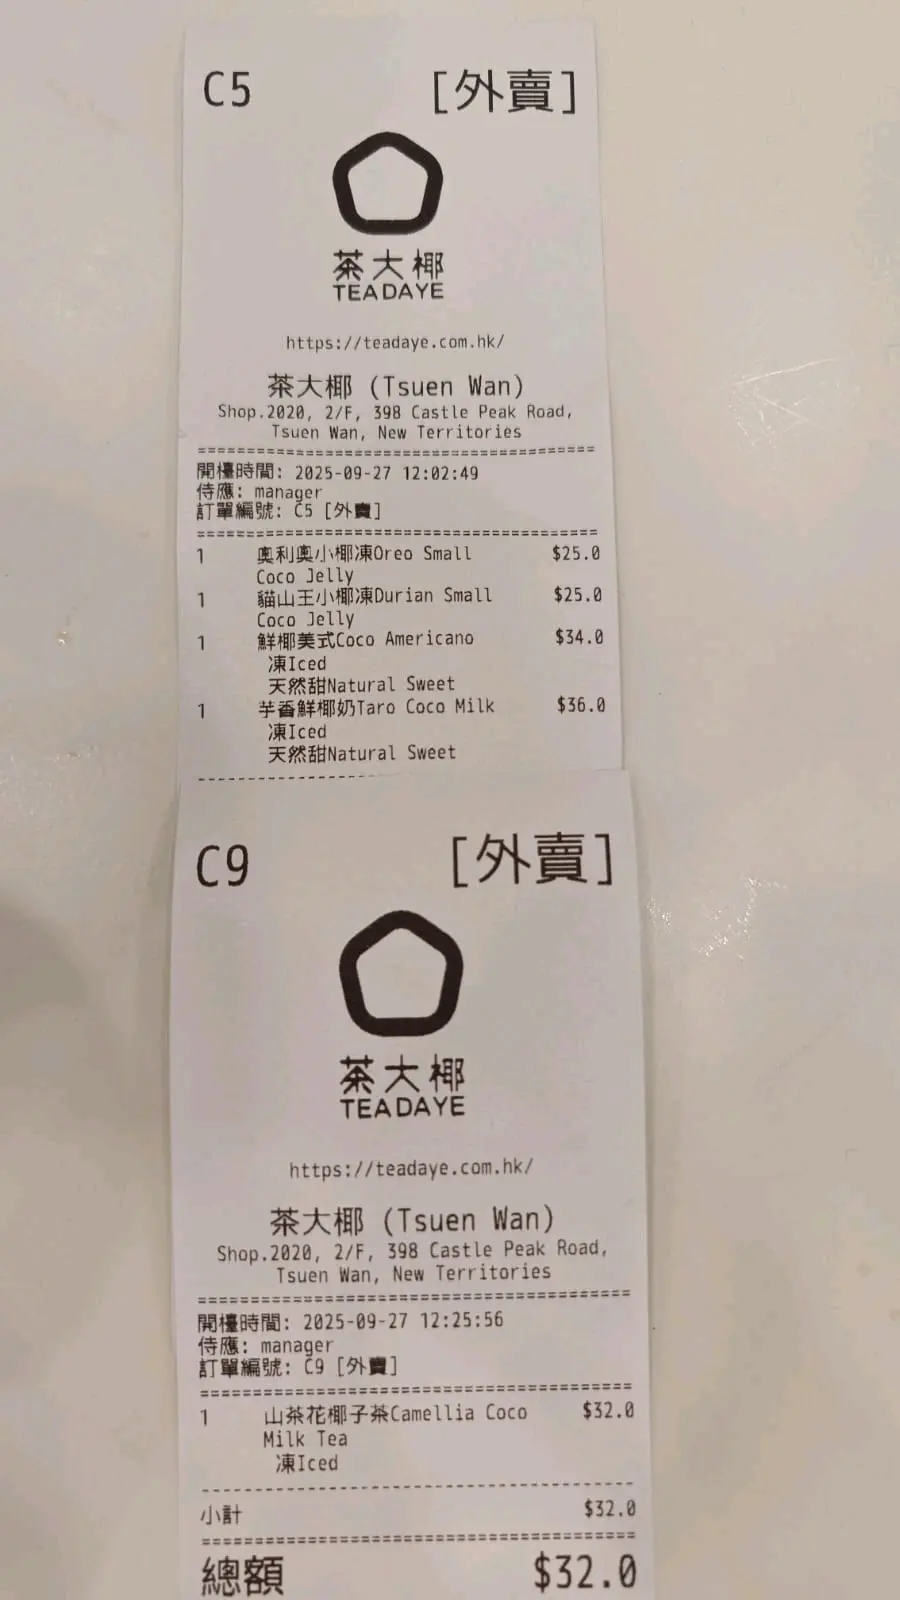 C5 [外賣]
茶大椰
TEADAYE
https://teadaye.com.hk/
茶大椰 (Tsuen Wan)
Shop.2020, 2/F, 398 Castle Peak Road,
Tsuen Wan, New Territories
開檯時間: 2025-09-27 12:02:49
侍應: manager
訂單編號: C5 [外賣]
1 奧利奧小椰凍Oreo Small $25.0
Coco Jelly
1 貓山王小椰凍Durian Small $25.0
Coco Jelly
1 鮮椰美式Coco Americano $34.0
凍Iced
天然甜Natural Sweet
1 芋香鮮椰奶Taro Coco Milk $36.0
凍Iced
天然甜Natural Sweet
C9 [外賣]
茶大椰
TEADAYE
https://teadaye.com.hk/
茶大椰 (Tsuen Wan)
Shop.2020, 2/F, 398 Castle Peak Road,
Tsuen Wan, New Territories
開檯時間: 2025-09-27 12:25:56
侍應: manager
訂單編號: C9 [外賣]
1 山茶花椰子茶Camellia Coco $32.0
Milk Tea
凍Iced
小計 $32.0
總額 $32.0